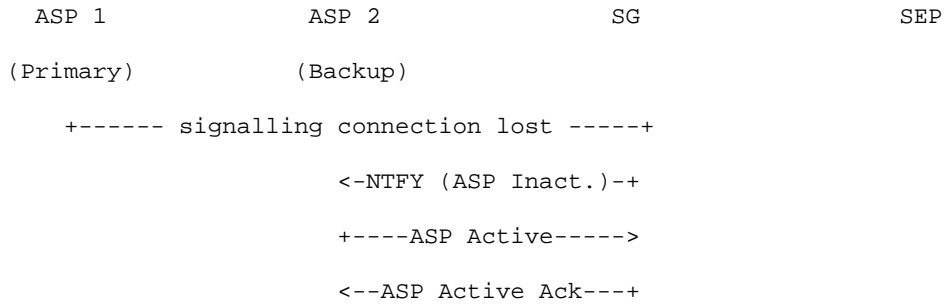 ASP 1 ASP 2 SG SEP
(Primary) (Backup)
+------ signalling connection lost -----+
<-NTFY (ASP Inact.)-+
+----ASP Active----->
<--ASP Active Ack---+